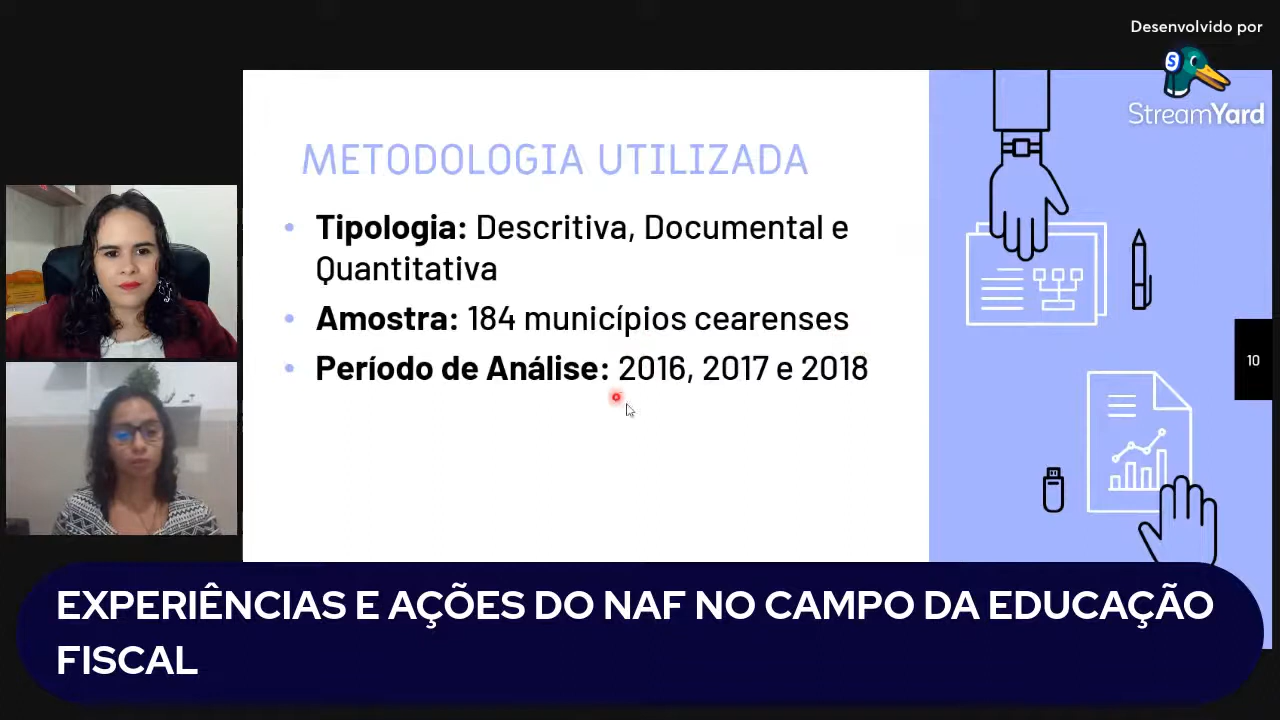 Desenvolvido por
StreamYard
METODOLOGIA UTILIZADA
• Tipologia: Descritiva, Documental e
Quantitativa
• Amostra: 184 municípios cearenses
• Período de Análise: 2016, 2017 e 2018
10
EXPERIÊNCIAS E AÇÕES DO NAF NO CAMPO DA EDUCAÇÃO
FISCAL